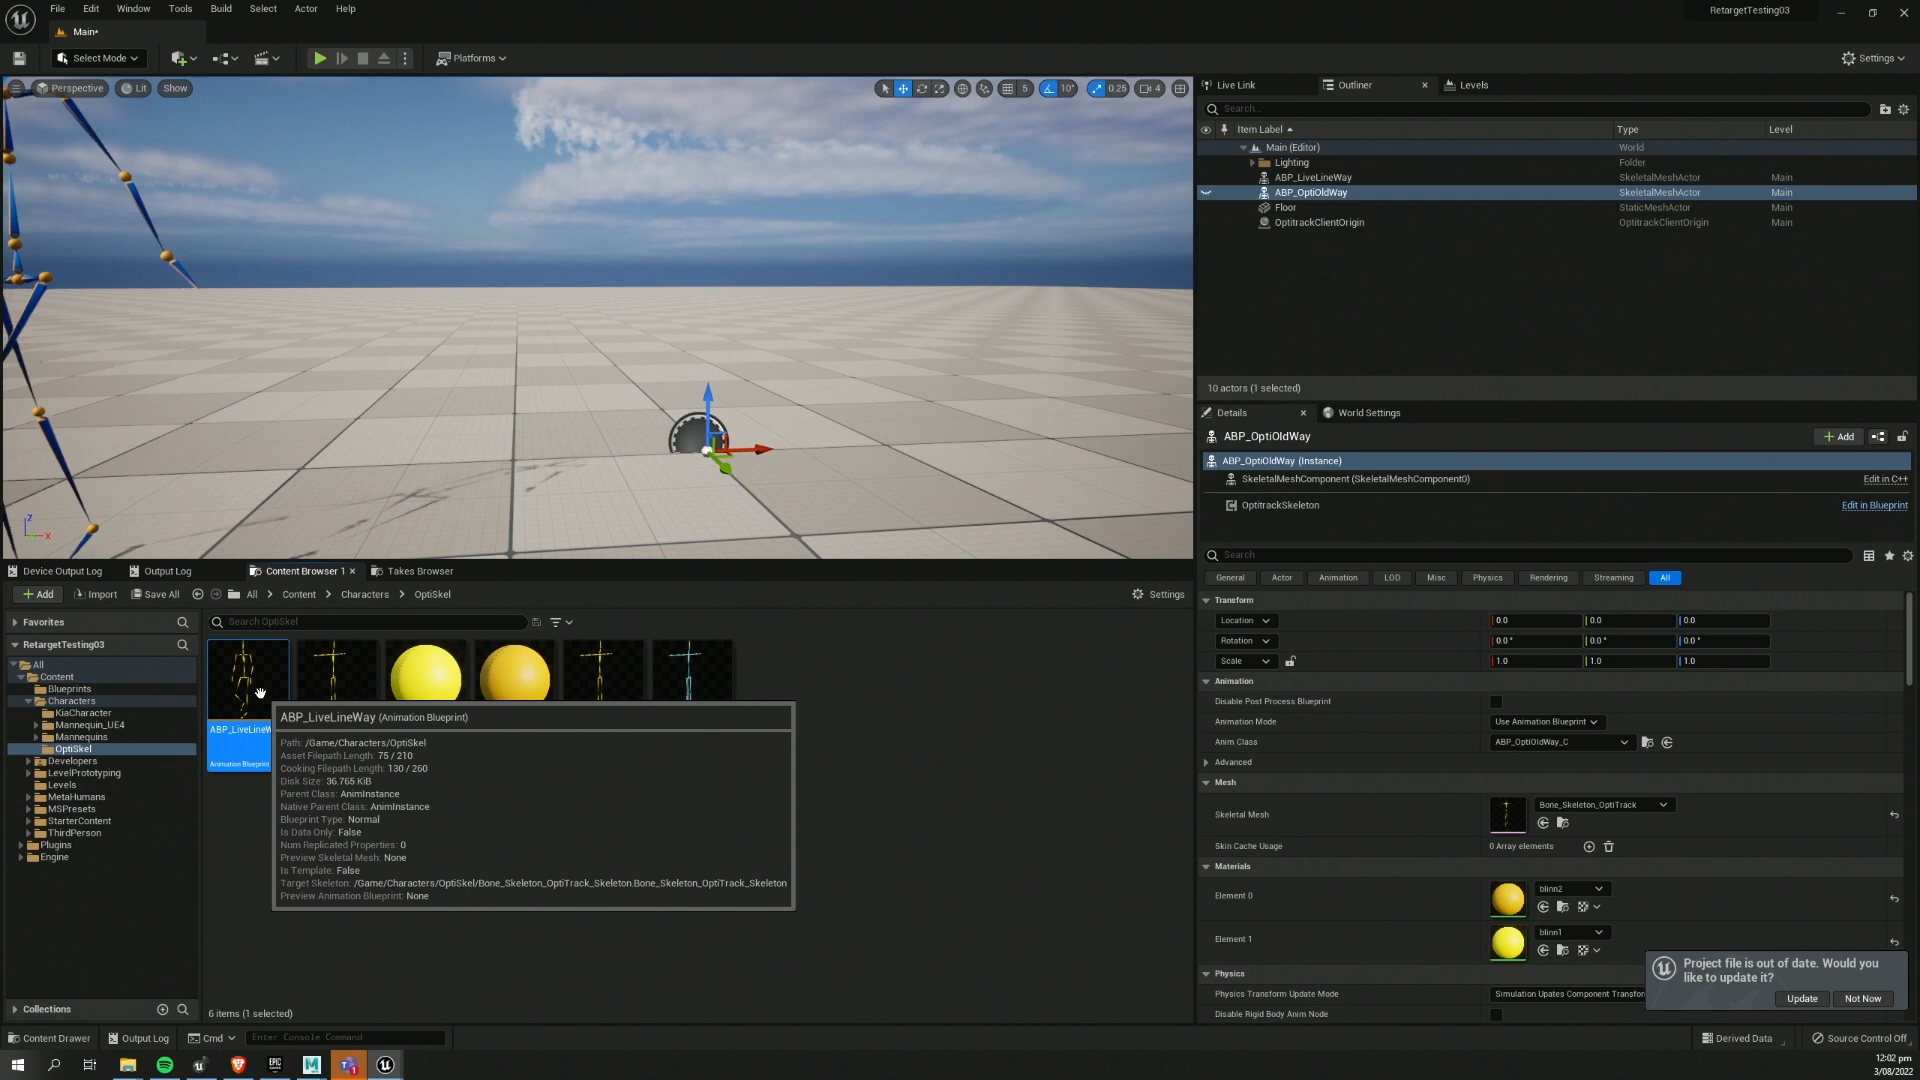 File Edit Window Tools Build Select Actor Help
RetargetTesting03
Main*
Select Mode
Platforms
Settings
Perspective Lit Show
5 10° 0.25 4
Live Link Outliner Levels
Search...
Item Label Type Level
Main (Editor) World
Lighting Folder
ABP_LiveLineWay SkeletalMeshActor Main
ABP_OptiOldWay SkeletalMeshActor Main
Floor StaticMeshActor Main
OptitrackClientOrigin OptitrackClientOrigin Main
10 actors (1 selected)
Details World Settings
ABP_OptiOldWay
Add
ABP_OptiOldWay (Instance)
SkeletalMeshComponent (SkeletalMeshComponent0) Edit in C++
OptitrackSkeleton Edit in Blueprint
Search
General Actor Animation LOD Misc Physics Rendering Streaming All
Transform
Location 0.0 0.0 0.0
Rotation 0.0° 0.0° 0.0°
Scale 1.0 1.0 1.0
Animation
Disable Post Process Blueprint
Animation Mode Use Animation Blueprint
Anim Class ABP_OptiOldWay_C
Advanced
Mesh
Skeletal Mesh Bone_Skeleton_OptiTrack
Skin Cache Usage 0 Array elements
Materials
Element 0 blinn2
Element 1 blinn1
Physics
Physics Transform Update Mode Simulation Upates Component Transfor
Disable Rigid Body Anim Node
Project file is out of date. Would you
like to update it?
Update Not Now
Z
X
Device Output Log Output Log Content Browser 1 Takes Browser
Add Import Save All All Content Characters OptiSkel Settings
Favorites
Search OptiSkel
RetargetTesting03
All
Content
Blueprints
Characters
KiaCharacter
Mannequin_UE4
Mannequins
OptiSkel
Developers
LevelPrototyping
Levels
MetaHumans
MSPresets
StarterContent
ThirdPerson
Plugins
Engine
Collections
ABP_LiveLineW
Animation Blueprint
ABP_LiveLineWay (Animation Blueprint)
Path: /Game/Characters/OptiSkel
Asset Filepath Length: 75 / 210
Cooking Filepath Length: 130 / 260
Disk Size: 36.765 KiB
Parent Class: AnimInstance
Native Parent Class: AnimInstance
Blueprint Type: Normal
Is Data Only: False
Num Replicated Properties: 0
Preview Skeletal Mesh: None
Is Template: False
Target Skeleton: /Game/Characters/OptiSkel/Bone_Skeleton_OptiTrack_Skeleton.Bone_Skeleton_OptiTrack_Skeleton
Preview Animation Blueprint: None
6 items (1 selected)
Content Drawer Output Log Cmd Enter Console Command
Derived Data Source Control Off
12:02 pm
3/08/2022